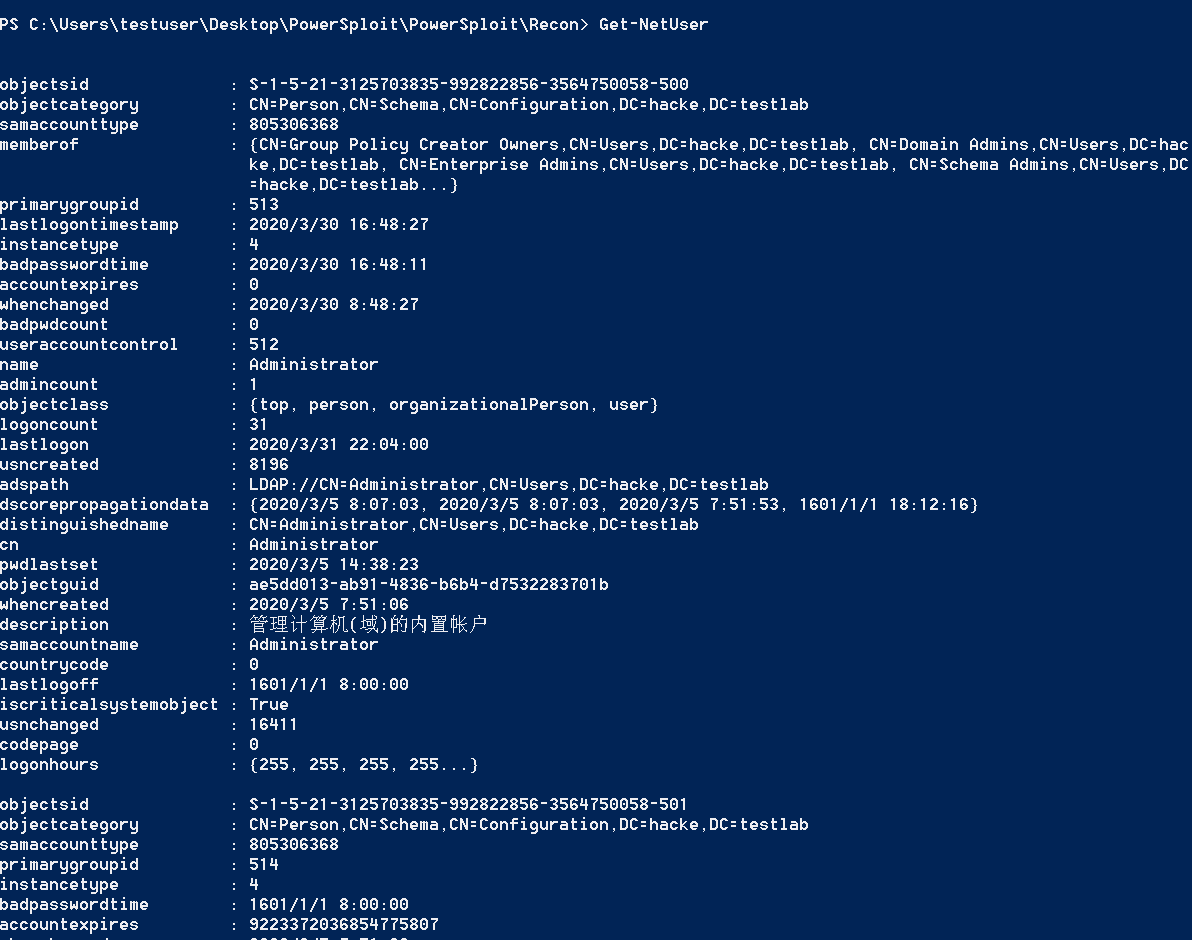 PS C:\Users\testuser\Desktop\PowerSploit\PowerSploit\Recon> Get-NetUser
objectsid : S-1-5-21-3125703835-992822856-3564750058-500
objectcategory : CN=Person,CN=Schema,CN=Configuration,DC=hacke,DC=testlab
samaccounttype : 805306368
memberof : {CN=Group Policy Creator Owners,CN=Users,DC=hacke,DC=testlab, CN=Domain Admins,CN=Users,DC=hac
ke,DC=testlab, CN=Enterprise Admins,CN=Users,DC=hacke,DC=testlab, CN=Schema Admins,CN=Users,DC
=hacke,DC=testlab...}
primarygroupid : 513
lastlogontimestamp : 2020/3/30 16:48:27
instancetype : 4
badpasswordtime : 2020/3/30 16:48:11
accountexpires : 0
whenchanged : 2020/3/30 8:48:27
badpwdcount : 0
useraccountcontrol : 512
name : Administrator
admincount : 1
objectclass : {top, person, organizationalPerson, user}
logoncount : 31
lastlogon : 2020/3/31 22:04:00
usncreated : 8196
adspath : LDAP://CN=Administrator,CN=Users,DC=hacke,DC=testlab
dscorepropagationdata : {2020/3/5 8:07:03, 2020/3/5 8:07:03, 2020/3/5 7:51:53, 1601/1/1 18:12:16}
distinguishedname : CN=Administrator,CN=Users,DC=hacke,DC=testlab
cn : Administrator
pwdlastset : 2020/3/5 14:38:23
objectguid : ae5dd013-ab91-4836-b6b4-d7532283701b
whencreated : 2020/3/5 7:51:06
description : 管理计算机(域)的内置帐户
samaccountname : Administrator
countrycode : 0
lastlogoff : 1601/1/1 8:00:00
iscriticalsystemobject : True
usnchanged : 16411
codepage : 0
logonhours : {255, 255, 255, 255...}
objectsid : S-1-5-21-3125703835-992822856-3564750058-501
objectcategory : CN=Person,CN=Schema,CN=Configuration,DC=hacke,DC=testlab
samaccounttype : 805306368
primarygroupid : 514
instancetype : 4
badpasswordtime : 1601/1/1 8:00:00
accountexpires : 9223372036854775807